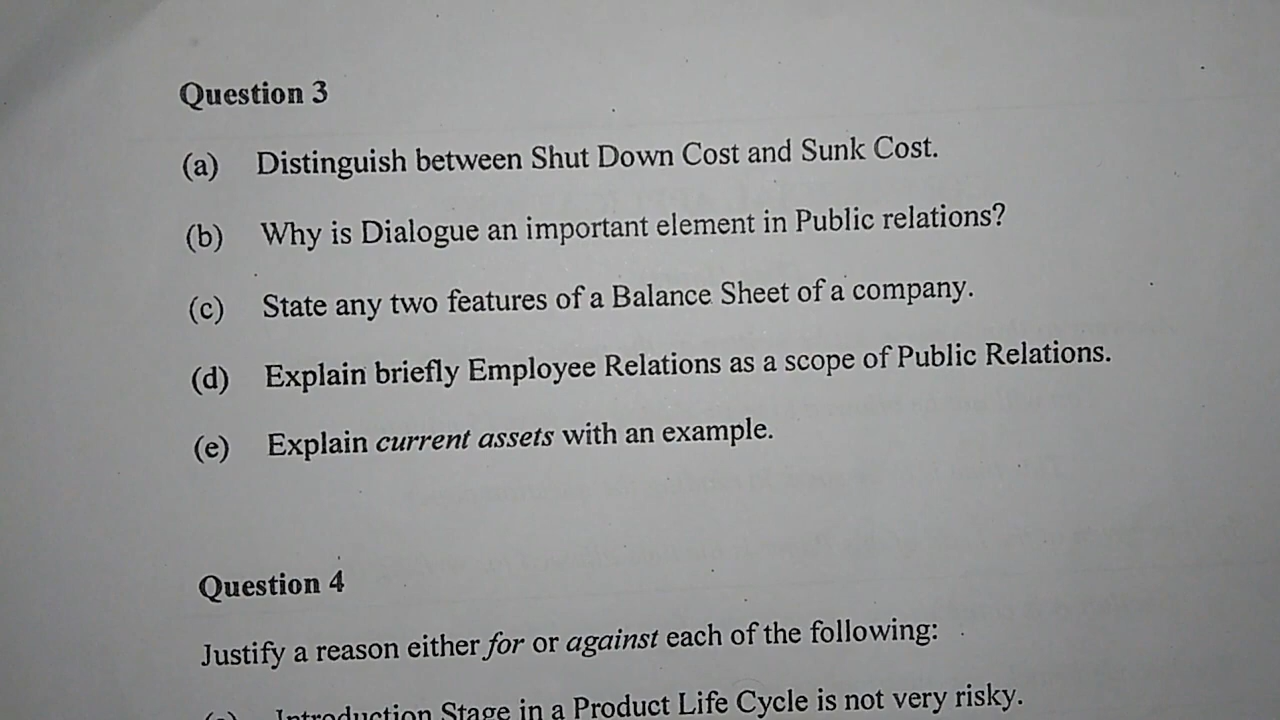 Question 3
(a) Distinguish between Shut Down Cost and Sunk Cost.
(b) Why is Dialogue an important element in Public relations?
(c) State any two features of a Balance Sheet of a company.
(d) Explain briefly Employee Relations as a scope of Public Relations.
(e) Explain current assets with an example.
Question 4
Justify a reason either for or against each of the following:
Introduction Stage in a Product Life Cycle is not very risky.